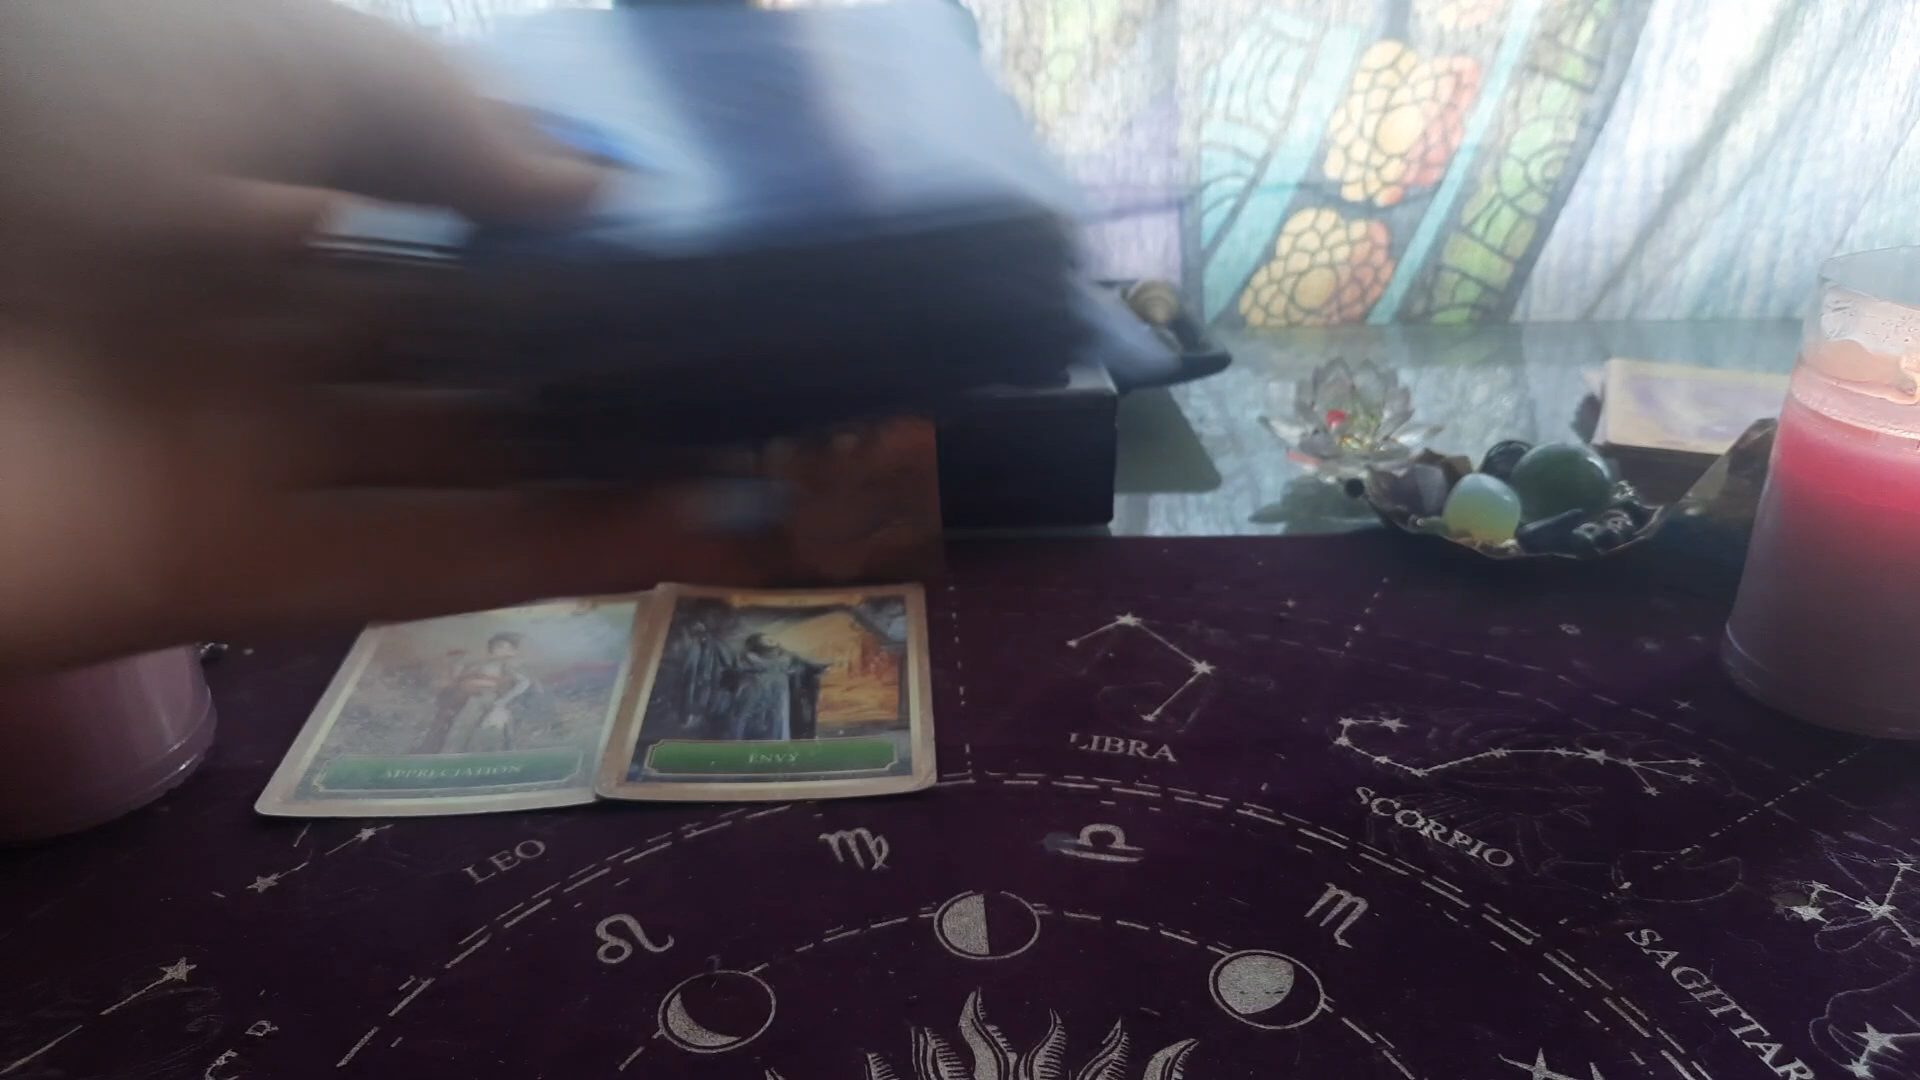 APPRECIATION
ENVY
LIBRA
SCORPIO
LEO
SAGITTAR